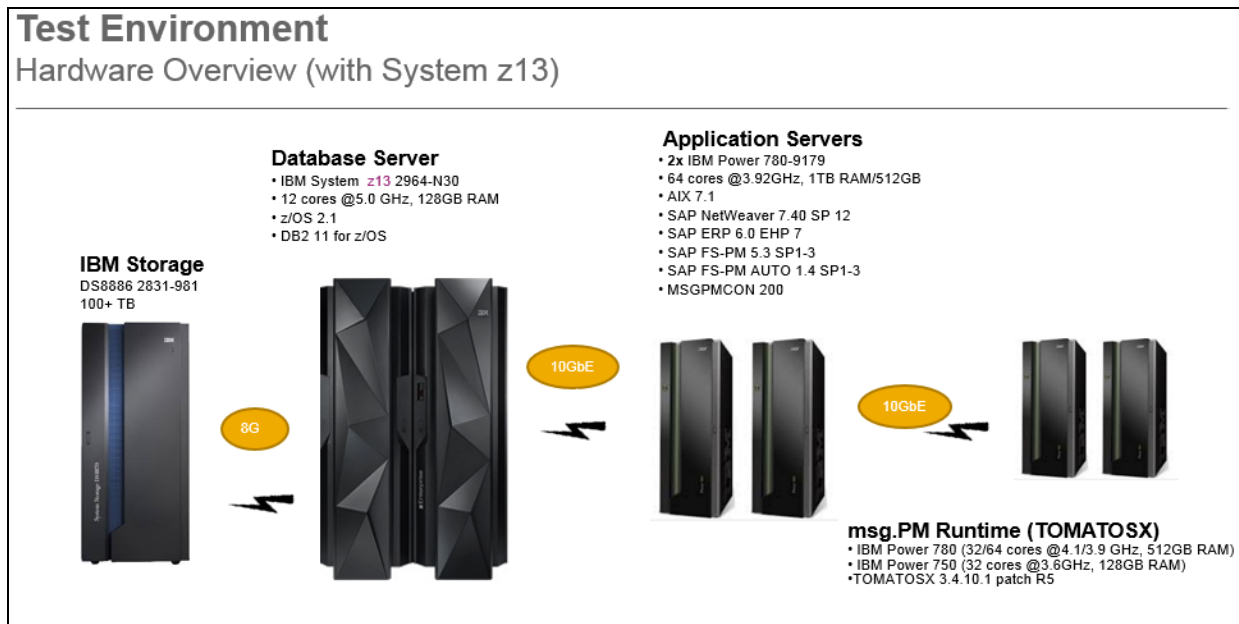 Test Environment
Hardware Overview (with System z13)
Application Servers
• 2x IBM Power 780-9179
• 64 cores @3.92GHz, 1TB RAM/512GB
• AIX 7.1
• SAP NetWeaver 7.40 SP 12
• SAP ERP 6.0 EHP 7
• SAP FS-PM 5.3 SP1-3
• SAP FS-PM AUTO 1.4 SP1-3
• MSGPMCON 200
Database Server
• IBM System z13 2964-N30
• 12 cores @5.0 GHz, 128GB RAM
• z/OS 2.1
• DB2 11 for z/OS
IBM Storage
DS8886 2831-981
100+ TB
IBM
IBM
8G
10GbE
10GbE
msg.PM Runtime (TOMATOSX)
• IBM Power 780 (32/64 cores @4.1/3.9 GHz, 512GB RAM)
• IBM Power 750 (32 cores @3.6GHz, 128GB RAM)
•TOMATOSX 3.4.10.1 patch R5